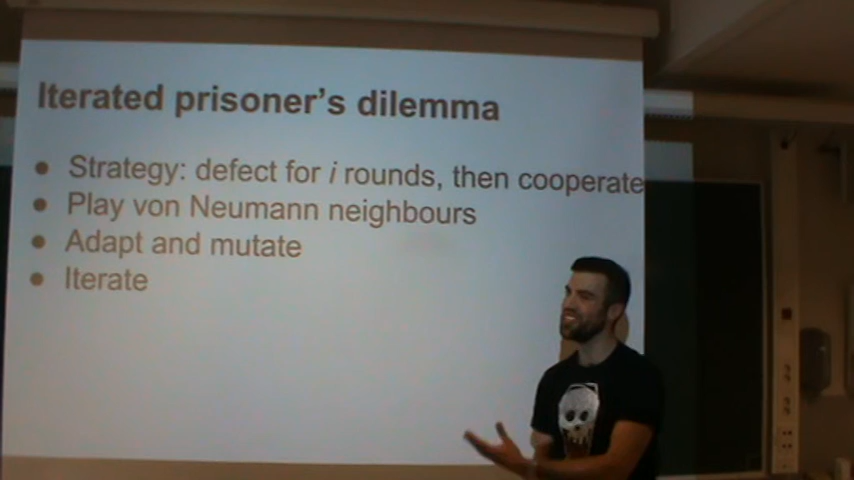 Iterated prisoner's dilemma
● Strategy: defect for i rounds, then cooperate
● Play von Neumann neighbours
● Adapt and mutate
● Iterate